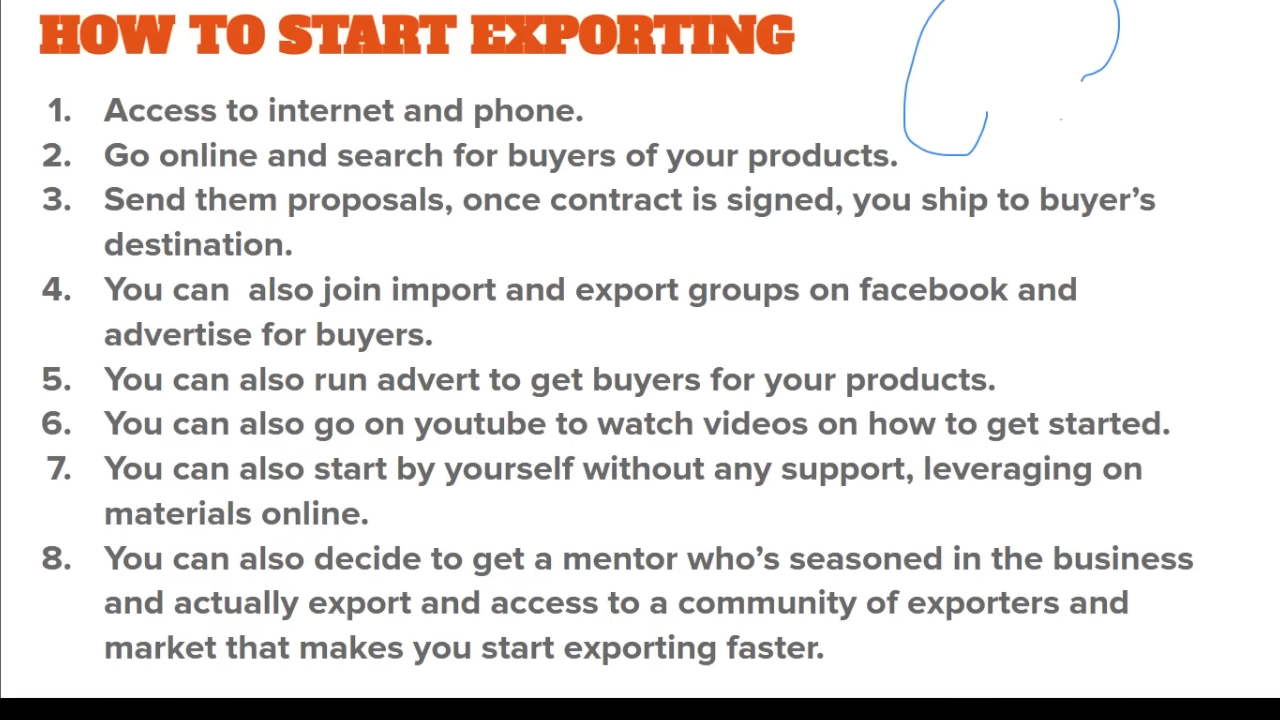 HOW TO START EXPORTING
1. Access to internet and phone.
2. Go online and search for buyers of your products.
3. Send them proposals, once contract is signed, you ship to buyer’s
destination.
4. You can  also join import and export groups on facebook and
advertise for buyers.
5. You can also run advert to get buyers for your products.
6. You can also go on youtube to watch videos on how to get started.
7. You can also start by yourself without any support, leveraging on
materials online.
8. You can also decide to get a mentor who’s seasoned in the business
and actually export and access to a community of exporters and
market that makes you start exporting faster.